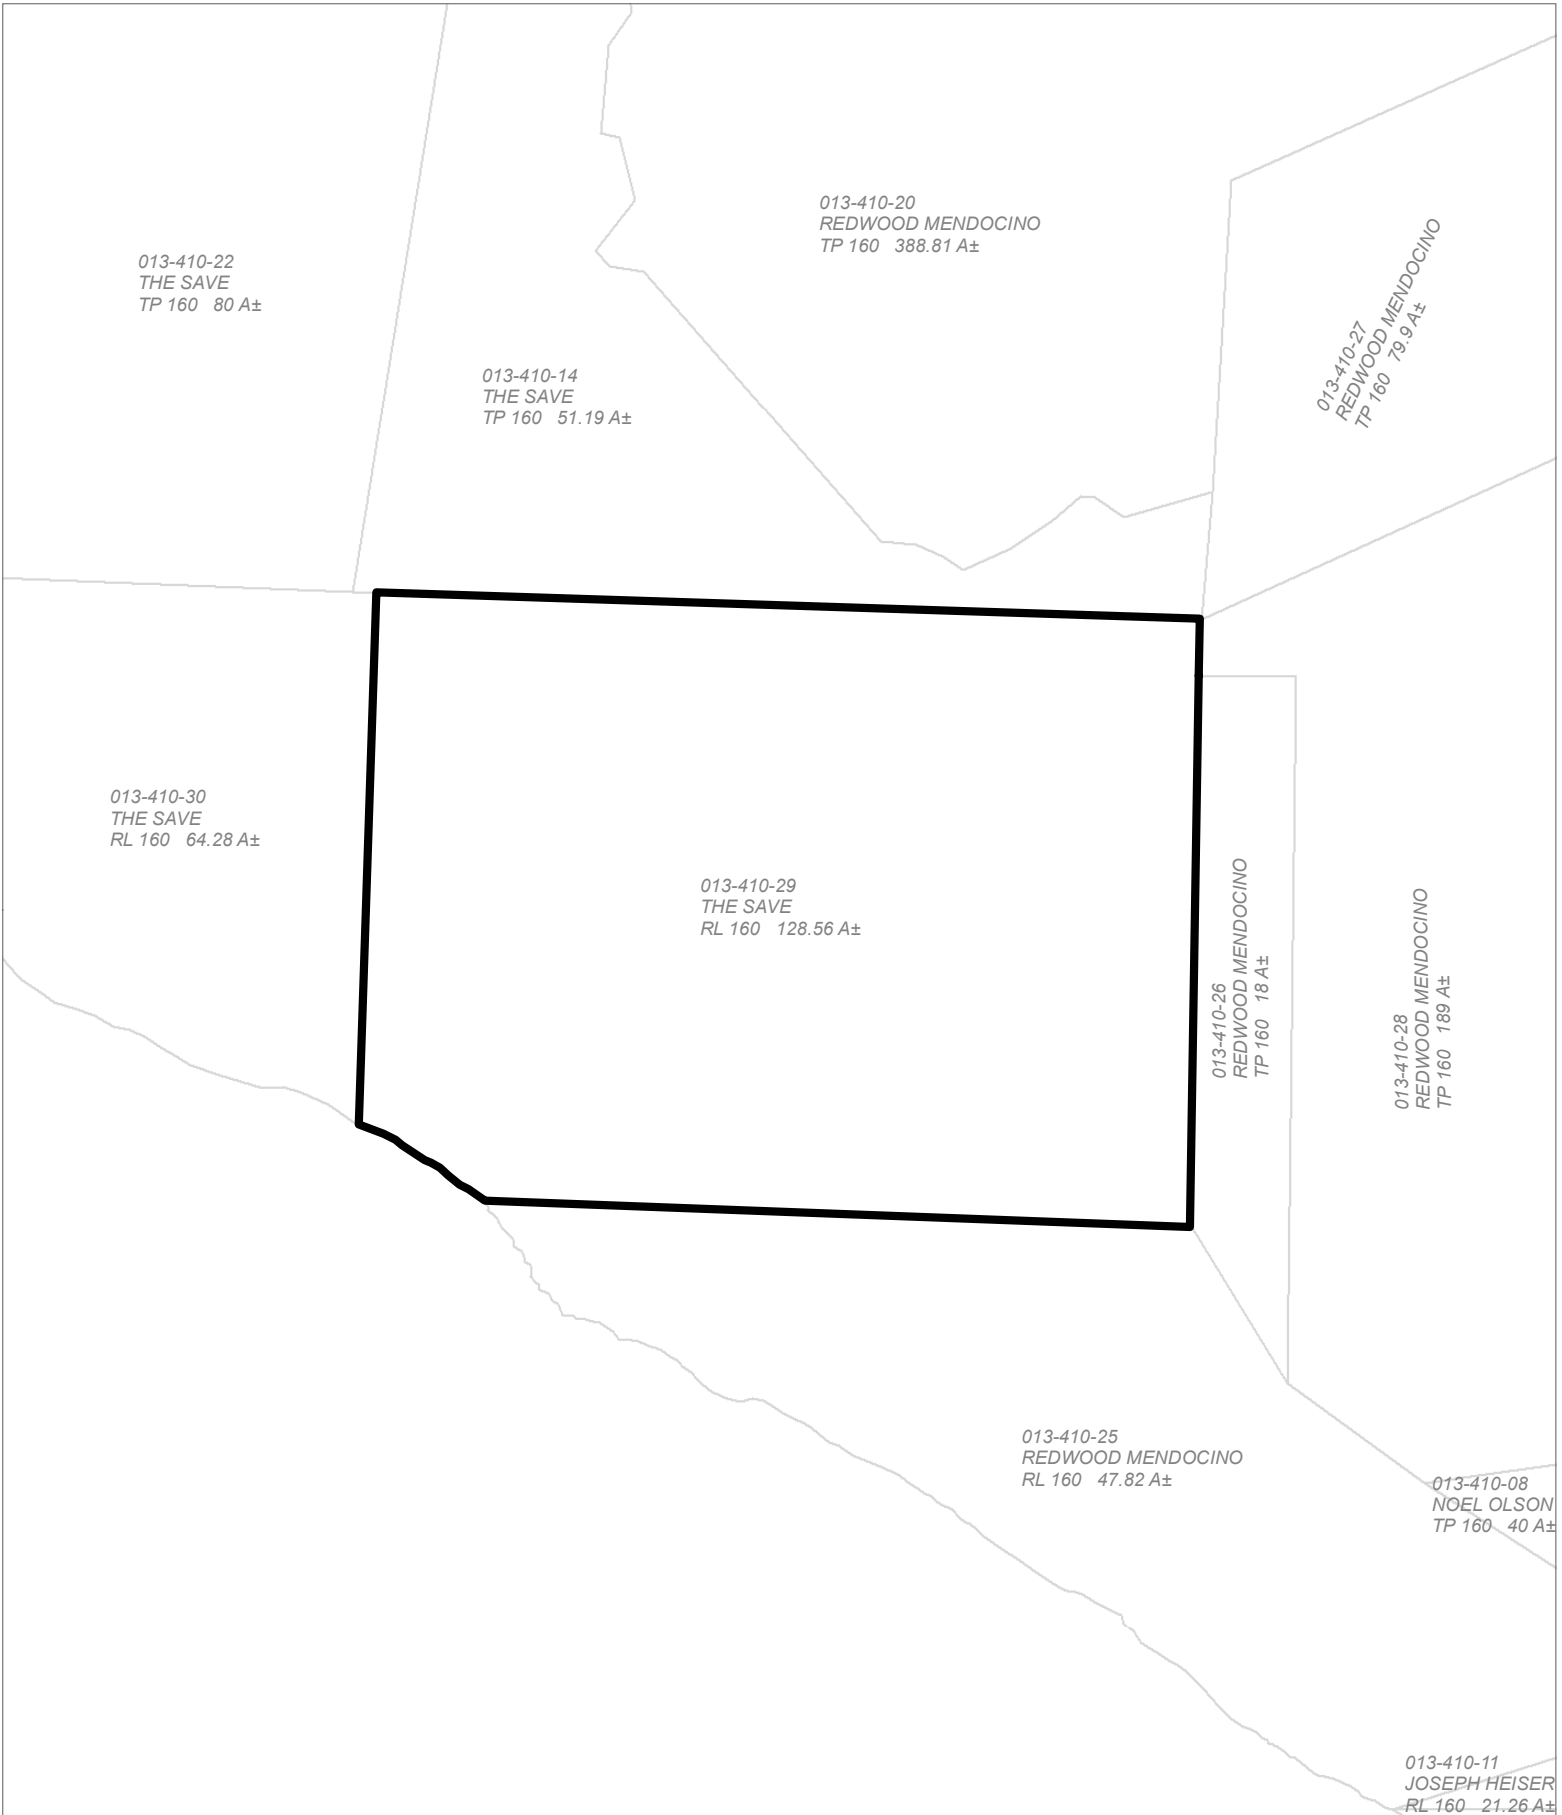 013-410-20
REDWOOD MENDOCINO
TP 160 388.81 A±
013-410-22
THE SAVE
TP 160 80 A±
013-410-27
REDWOOD MENDOCINO
TP 160 79.9 A±
013-410-14
THE SAVE
TP 160 51.19 A±
013-410-30
THE SAVE
RL 160 64.28 A±
013-410-29
THE SAVE
RL 160 128.56 A±
013-410-26
REDWOOD MENDOCINO
TP 160 18 A±
013-410-28
REDWOOD MENDOCINO
TP 160 189 A±
013-410-25
REDWOOD MENDOCINO
RL 160 47.82 A±
013-410-08
NOEL OLSON
TP 160 40 A±
013-410-11
JOSEPH HEISER
RL 160 21.26 A±